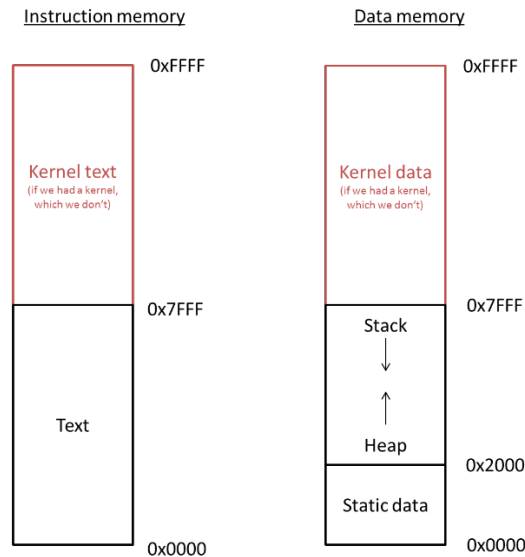 Instruction memory
0xFFFF
Kernel text
(if we had a kernel,
which we don't)
0x7FFF
Text
0x0000
Data memory
0xFFFF
Kernel data
(if we had a kernel,
which we don't)
0x7FFF
Stack
Heap
0x2000
Static data
0x0000